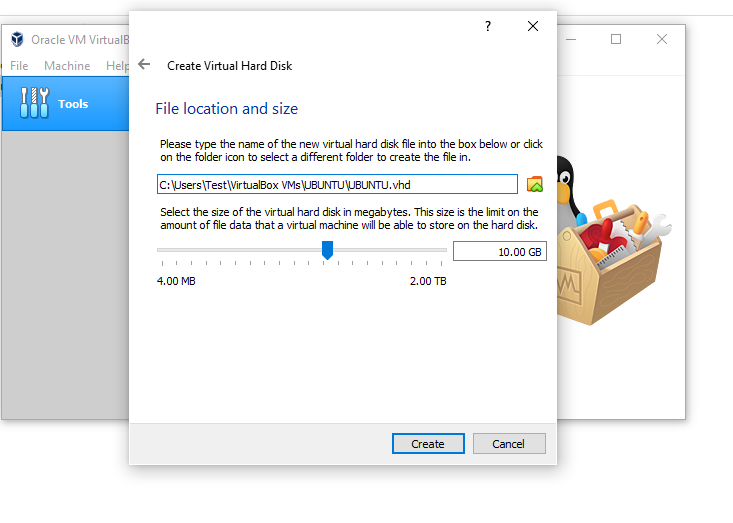 ?
Oracle VM VirtualB
Create Virtual Hard Disk
File Machine Help
Tools
File location and size
Please type the name of the new virtual hard disk file into the box below or click
on the folder icon to select a different folder to create the file in.
C:\Users\Test\VirtualBox VMs\UBUNTU\UBUNTU.vhd
Select the size of the virtual hard disk in megabytes. This size is the limit on the
amount of file data that a virtual machine will be able to store on the hard disk.
10.00 GB
4.00 MB 2.00 TB
Create Cancel